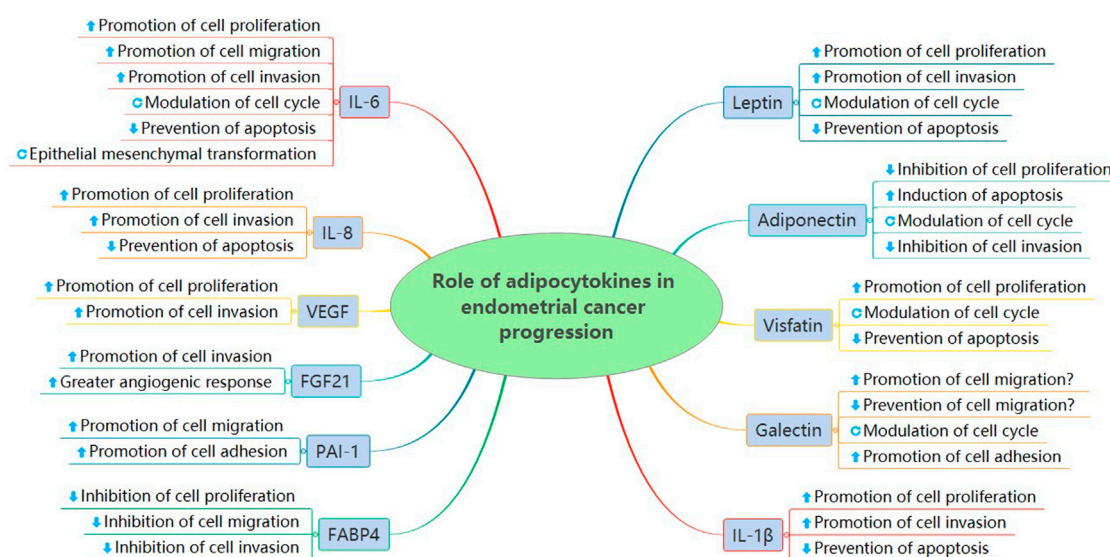 Role of adipocytokines in
endometrial cancer
progression
IL-6
Promotion of cell proliferation
Promotion of cell migration
Promotion of cell invasion
Modulation of cell cycle
Prevention of apoptosis
Epithelial mesenchymal transformation
IL-8
Promotion of cell proliferation
Promotion of cell invasion
Prevention of apoptosis
VEGF
Promotion of cell proliferation
Promotion of cell invasion
FGF21
Promotion of cell invasion
Greater angiogenic response
PAI-1
Promotion of cell migration
Promotion of cell adhesion
FABP4
Inhibition of cell proliferation
Inhibition of cell migration
Inhibition of cell invasion
Leptin
Promotion of cell proliferation
Promotion of cell invasion
Modulation of cell cycle
Prevention of apoptosis
Adiponectin
Inhibition of cell proliferation
Induction of apoptosis
Modulation of cell cycle
Inhibition of cell invasion
Visfatin
Promotion of cell proliferation
Modulation of cell cycle
Prevention of apoptosis
Galectin
Promotion of cell migration?
Prevention of cell migration?
Modulation of cell cycle
Promotion of cell adhesion
IL-1β
Promotion of cell proliferation
Promotion of cell invasion
Prevention of apoptosis